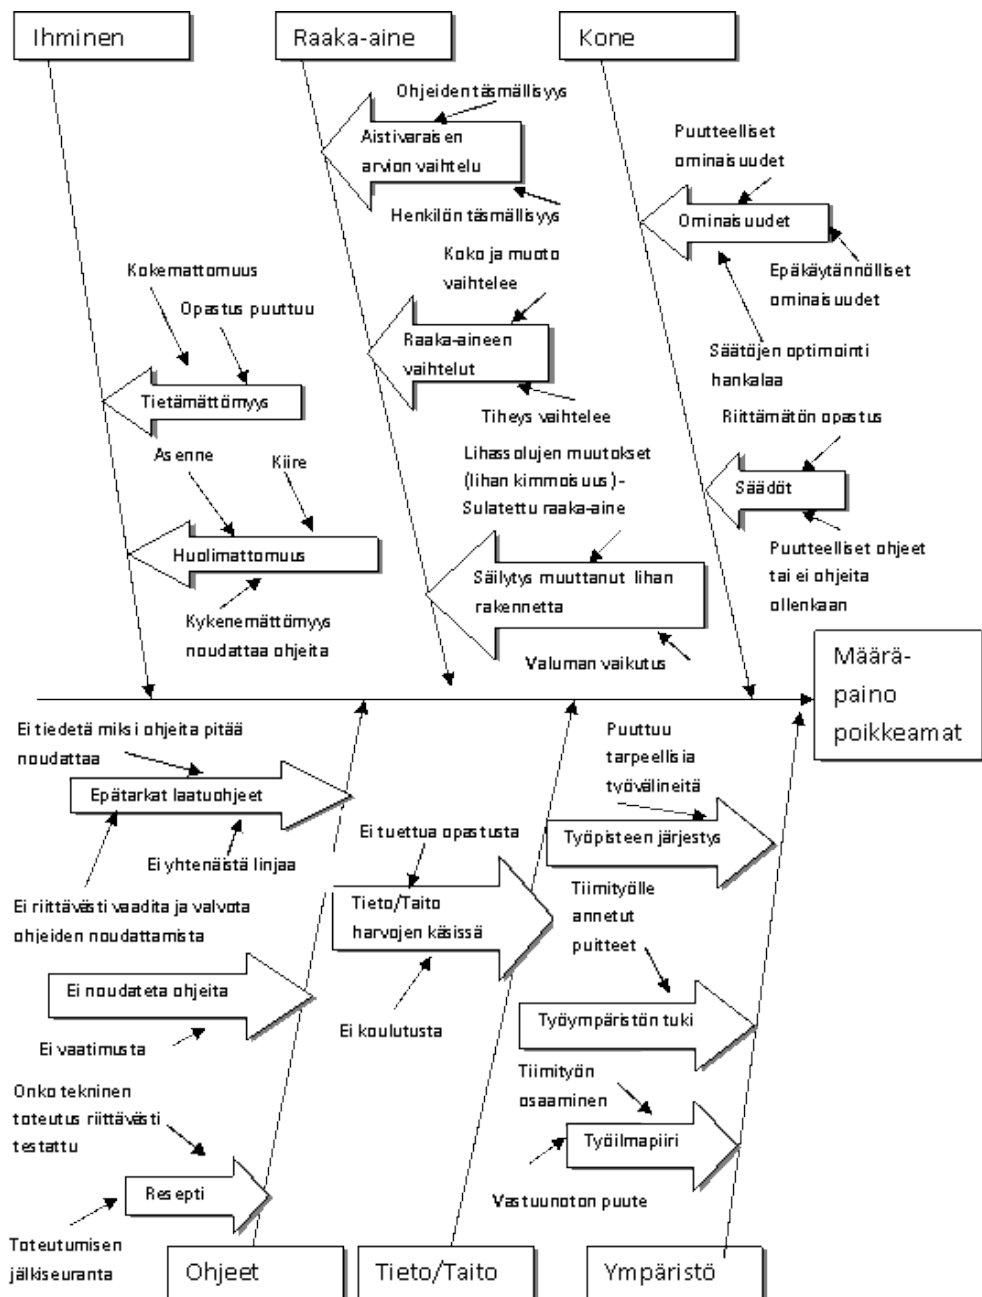 Ihminen
Raaka-aine
Kone
Ohjeiden täsmällisyys
Aistivaraisen
arvion vaihtelu
Henkilön täsmällisyys
Puutteelliset
ominaisuudet
Ominaisuudet
Epäkäytännölliset
ominaisuudet
Säätöjen optimointi
hankalaa
Koko ja muoto
vaihtelee
Raaka-aineen
vaihtelut
Tiheys vaihtelee
Kokemattomuus
Opastus puuttuu
Tietämättömyys
Asenne
Kiire
Huolimattomuus
Kykenemättömyys
noudattaa ohjeita
Lihassolujen muutokset
(lihan kimmoisuus)-
Sulatettu raaka-aine
Säilytys muuttanut lihan
rakennetta
Valuman vaikutus
Riittämätön opastus
Säädöt
Puutteelliset ohjeet
tai ei ohjeita
ollenkaan
Määrä-
paino
poikkeamat
Ei tiedetä miksi ohjeita pitää
noudattaa
Epätarkat laatuohjeet
Ei yhtenäistä linjaa
Ei riittävästi vaadita ja valvota
ohjeiden noudattamista
Ei noudateta ohjeita
Ei vaatimusta
Onko tekninen
toteutus riittävästi
testattu
Resepti
Toteutumisen
jälkiseuranta
Ei tuettua opastusta
Tieto/Taito
harvojen käsissä
Ei koulutusta
Puuttuu
tarpeellisia
työvälineitä
Työpisteen järjestys
Tiimityölle
annetut
puitteet
Työympäristön tuki
Tiimityön
osaaminen
Työilmapiiri
Vastuunoton puute
Ohjeet
Tieto/Taito
Ympäristö